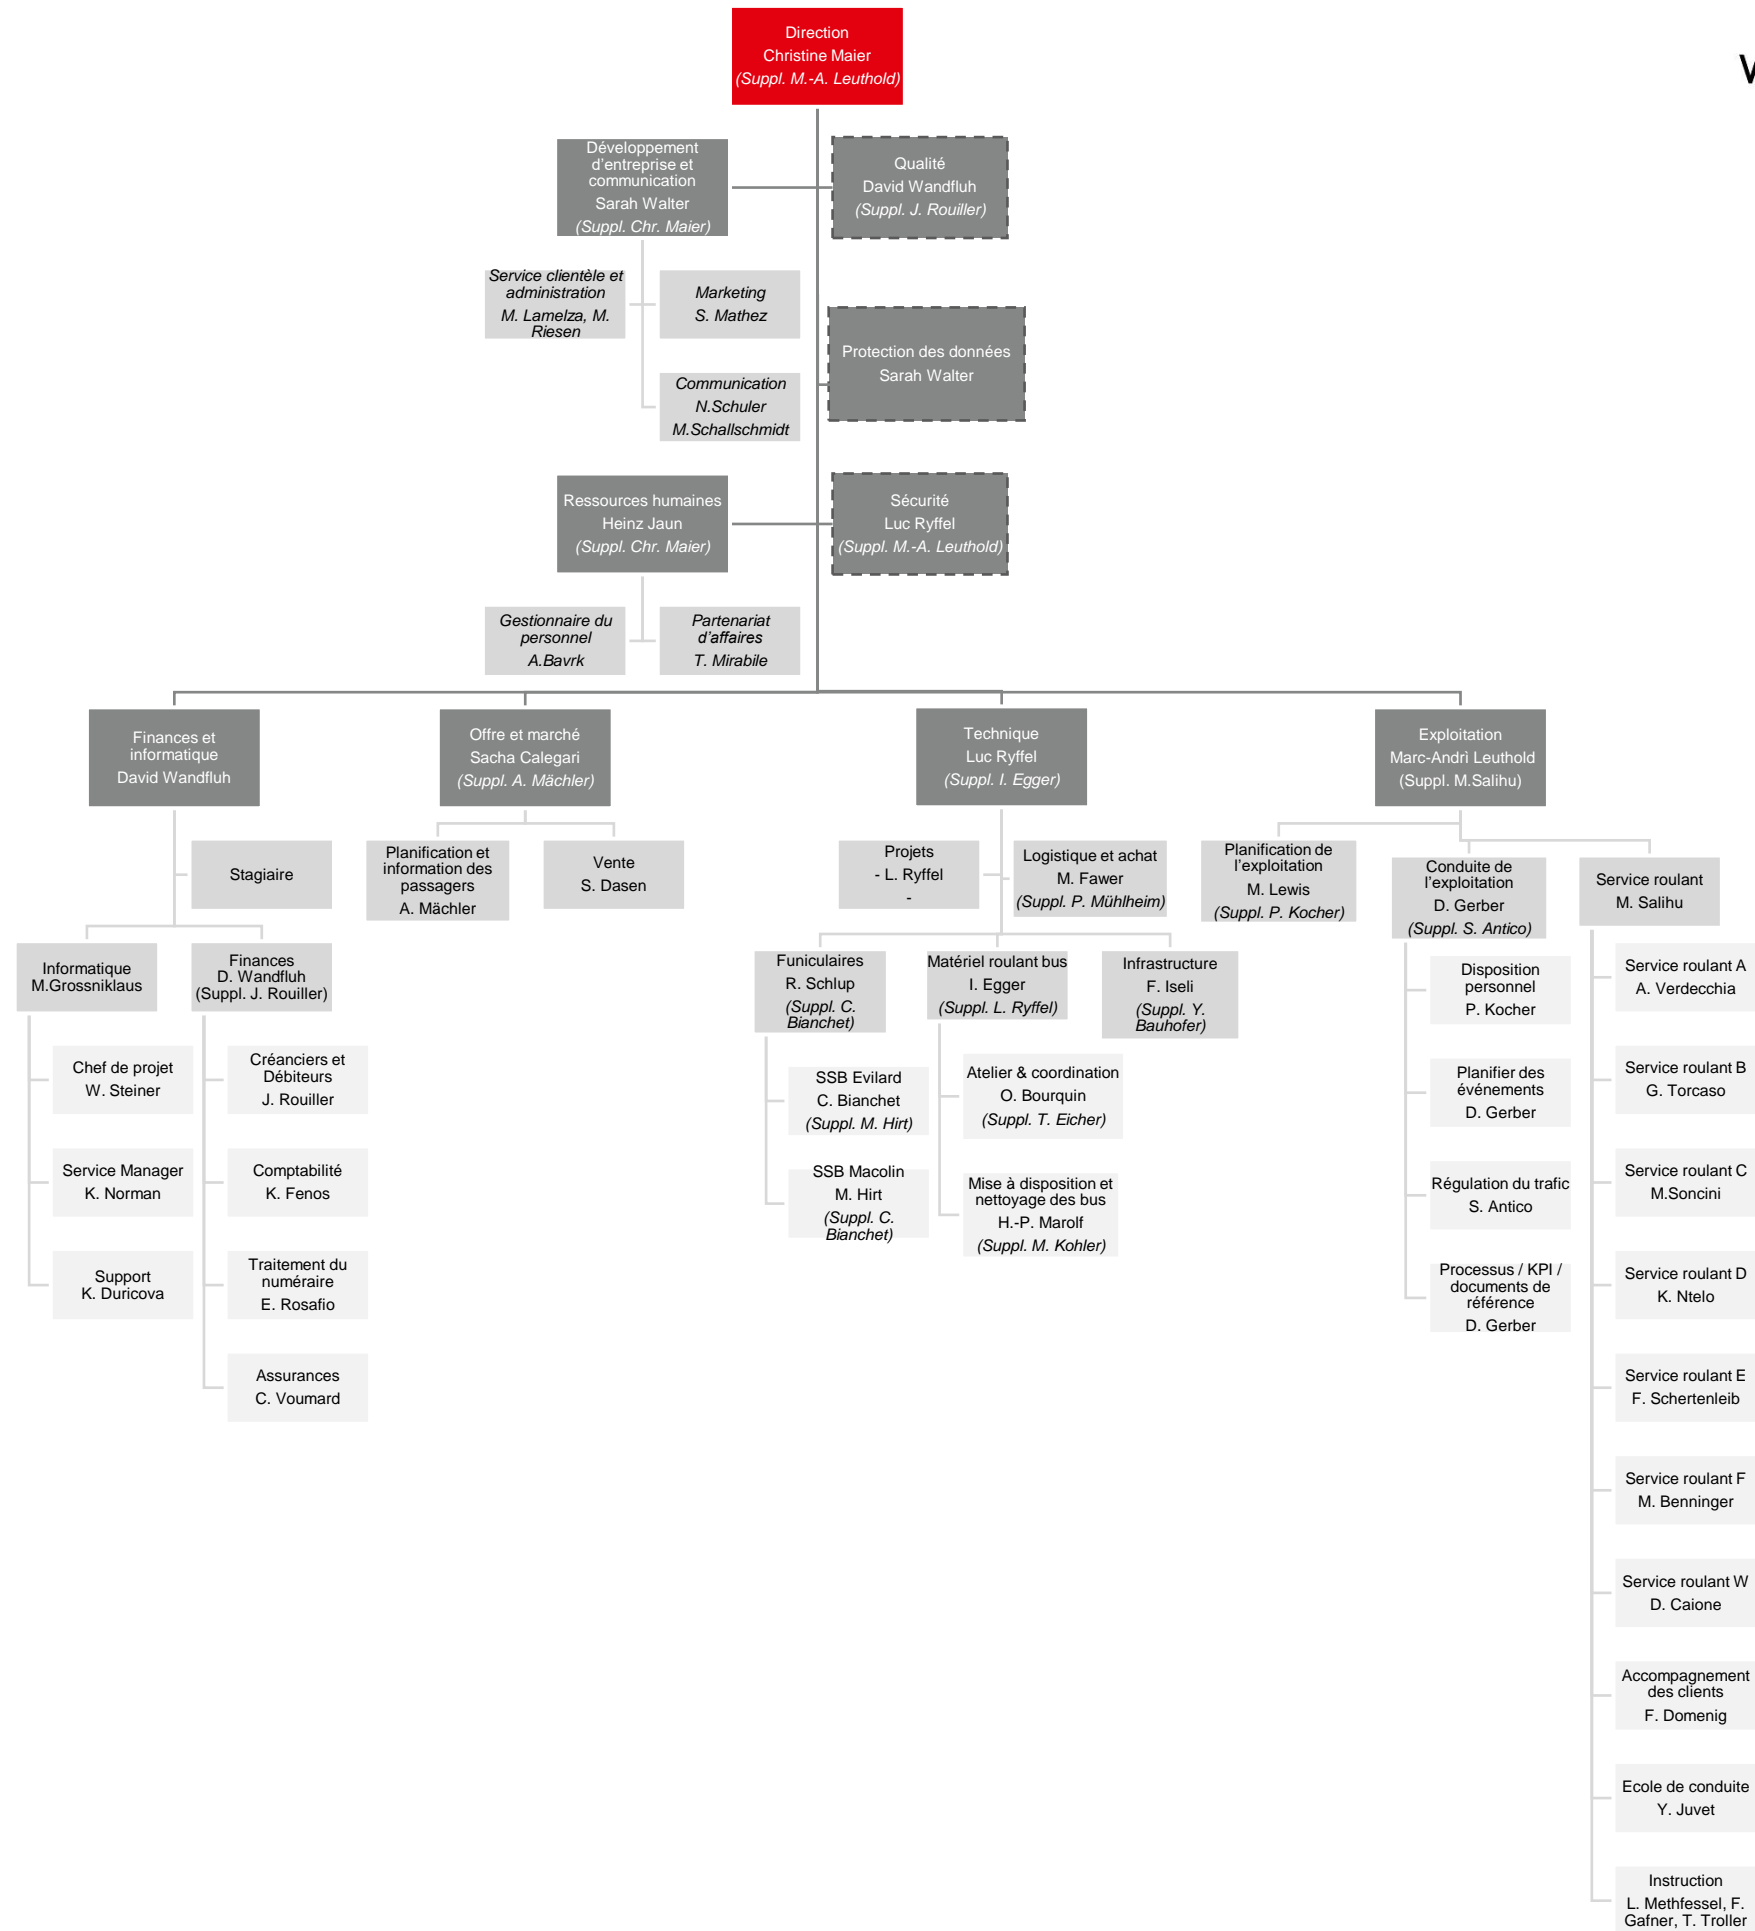 Direction
Christine Maier
(Suppl. M.-A. Leuthold)
V
Développement
d'entreprise et
communication
Sarah Walter
(Suppl. Chr. Maier)
Qualité
David Wandfluh
(Suppl. J. Rouiller)
Service clientèle et
administration
M. Lamelza, M.
Riesen
Marketing
S. Mathez
Protection des données
Sarah Walter
Communication
N.Schuler
M.Schallschmidt
Ressources humaines
Heinz Jaun
(Suppl. Chr. Maier)
Sécurité
Luc Ryffel
(Suppl. M.-A. Leuthold)
Gestionnaire du
personnel
A.Bavrk
Partenariat
d'affaires
T. Mirabile
Finances et
informatique
David Wandfluh
Offre et marché
Sacha Calegari
(Suppl. A. Mächler)
Technique
Luc Ryffel
(Suppl. I. Egger)
Exploitation
Marc-Andrì Leuthold
(Suppl. M.Salihu)
Stagiaire
Planification et
information des
passagers
A. Mächler
Vente
S. Dasen
Projets
- L. Ryffel
-
Logistique et achat
M. Fawer
(Suppl. P. Mühlheim)
Planification de
l'exploitation
M. Lewis
(Suppl. P. Kocher)
Conduite de
l'exploitation
D. Gerber
(Suppl. S. Antico)
Service roulant
M. Salihu
Informatique
M.Grossniklaus
Finances
D. Wandfluh
(Suppl. J. Rouiller)
Funiculaires
R. Schlup
(Suppl. C.
Bianchet)
Matériel roulant bus
I. Egger
(Suppl. L. Ryffel)
Infrastructure
F. Iseli
(Suppl. Y.
Bauhofer)
Disposition
personnel
P. Kocher
Service roulant A
A. Verdecchia
Chef de projet
W. Steiner
Créanciers et
Débiteurs
J. Rouiller
SSB Evilard
C. Bianchet
(Suppl. M. Hirt)
Atelier & coordination
O. Bourquin
(Suppl. T. Eicher)
Planifier des
événements
D. Gerber
Service roulant B
G. Torcaso
Service Manager
K. Norman
Comptabilité
K. Fenos
SSB Macolin
M. Hirt
(Suppl. C.
Bianchet)
Mise à disposition et
nettoyage des bus
H.-P. Marolf
(Suppl. M. Kohler)
Régulation du trafic
S. Antico
Service roulant C
M.Soncini
Support
K. Duricova
Traitement du
numéraire
E. Rosafio
Processus / KPI /
documents de
référence
D. Gerber
Service roulant D
K. Ntelo
Assurances
C. Voumard
Service roulant E
F. Schertenleib
Service roulant F
M. Benninger
Service roulant W
D. Caione
Accompagnement
des clients
F. Domenig
Ecole de conduite
Y. Juvet
Instruction
L. Methfessel, F.
Gafner, T. Troller